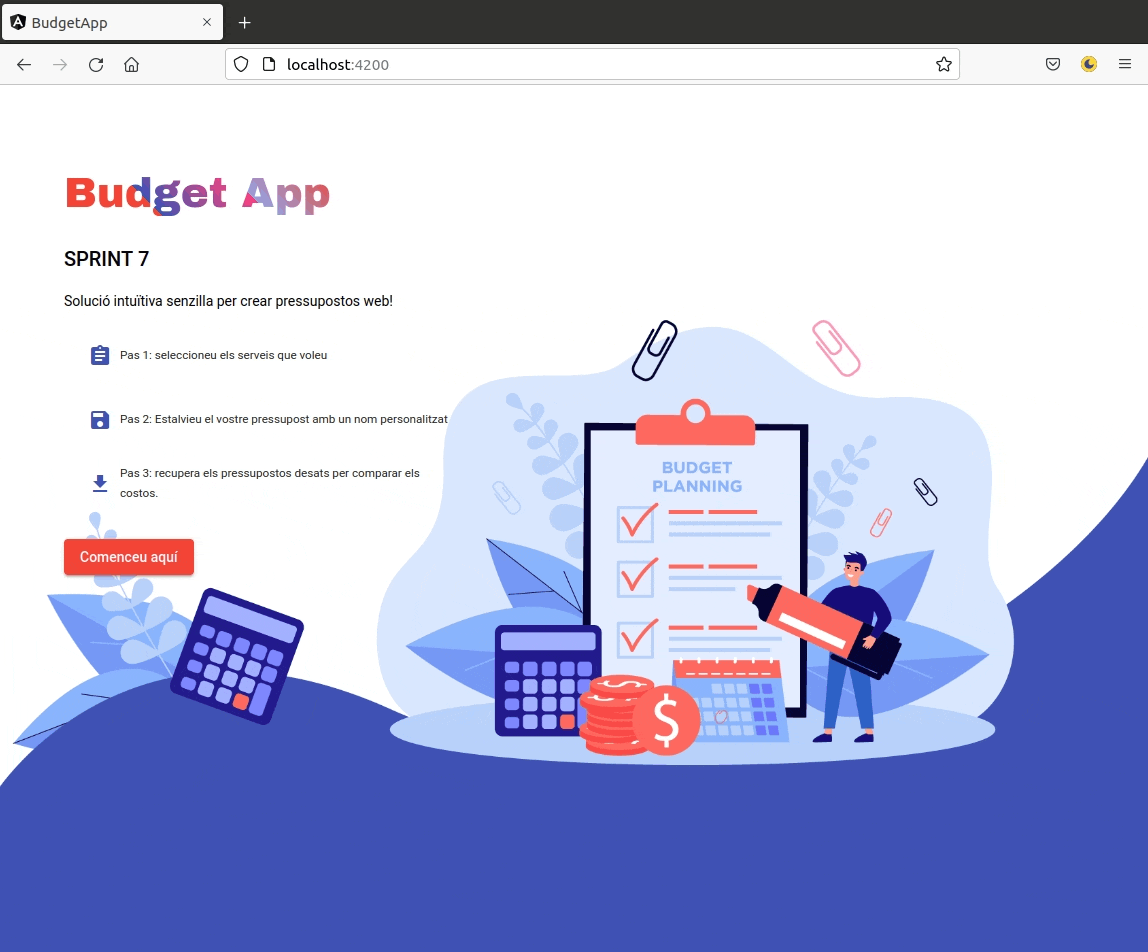 BudgetApp
localhost:4200
Budget App
SPRINT 7
Solució intuïtiva senzilla per crear pressupostos web!
Pas 1: seleccioneu els serveis que voleu
Pas 2: Estalvieu el vostre pressupost amb un nom personalitzat
Pas 3: recupera els pressupostos desats per comparar els
costos.
Comenceu aquí
BUDGET
PLANNING
$